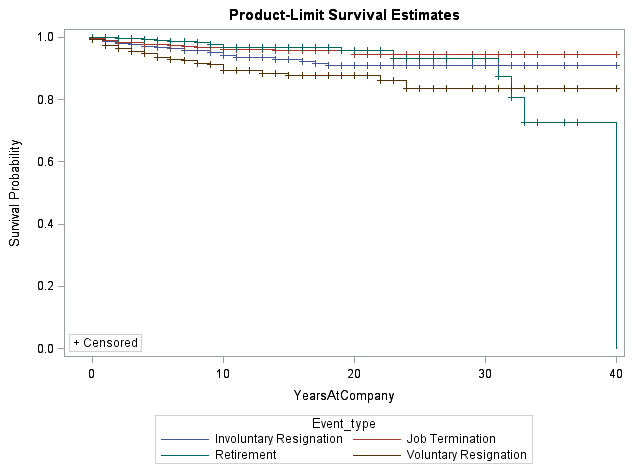 Product-Limit Survival Estimates
1.0
0.8
0.6
0.4
0.2
0.0
Survival Probability
+ Censored
0 10 20 30 40
YearsAtCompany
Event_type
Involuntary Resignation Job Termination
Retirement Voluntary Resignation